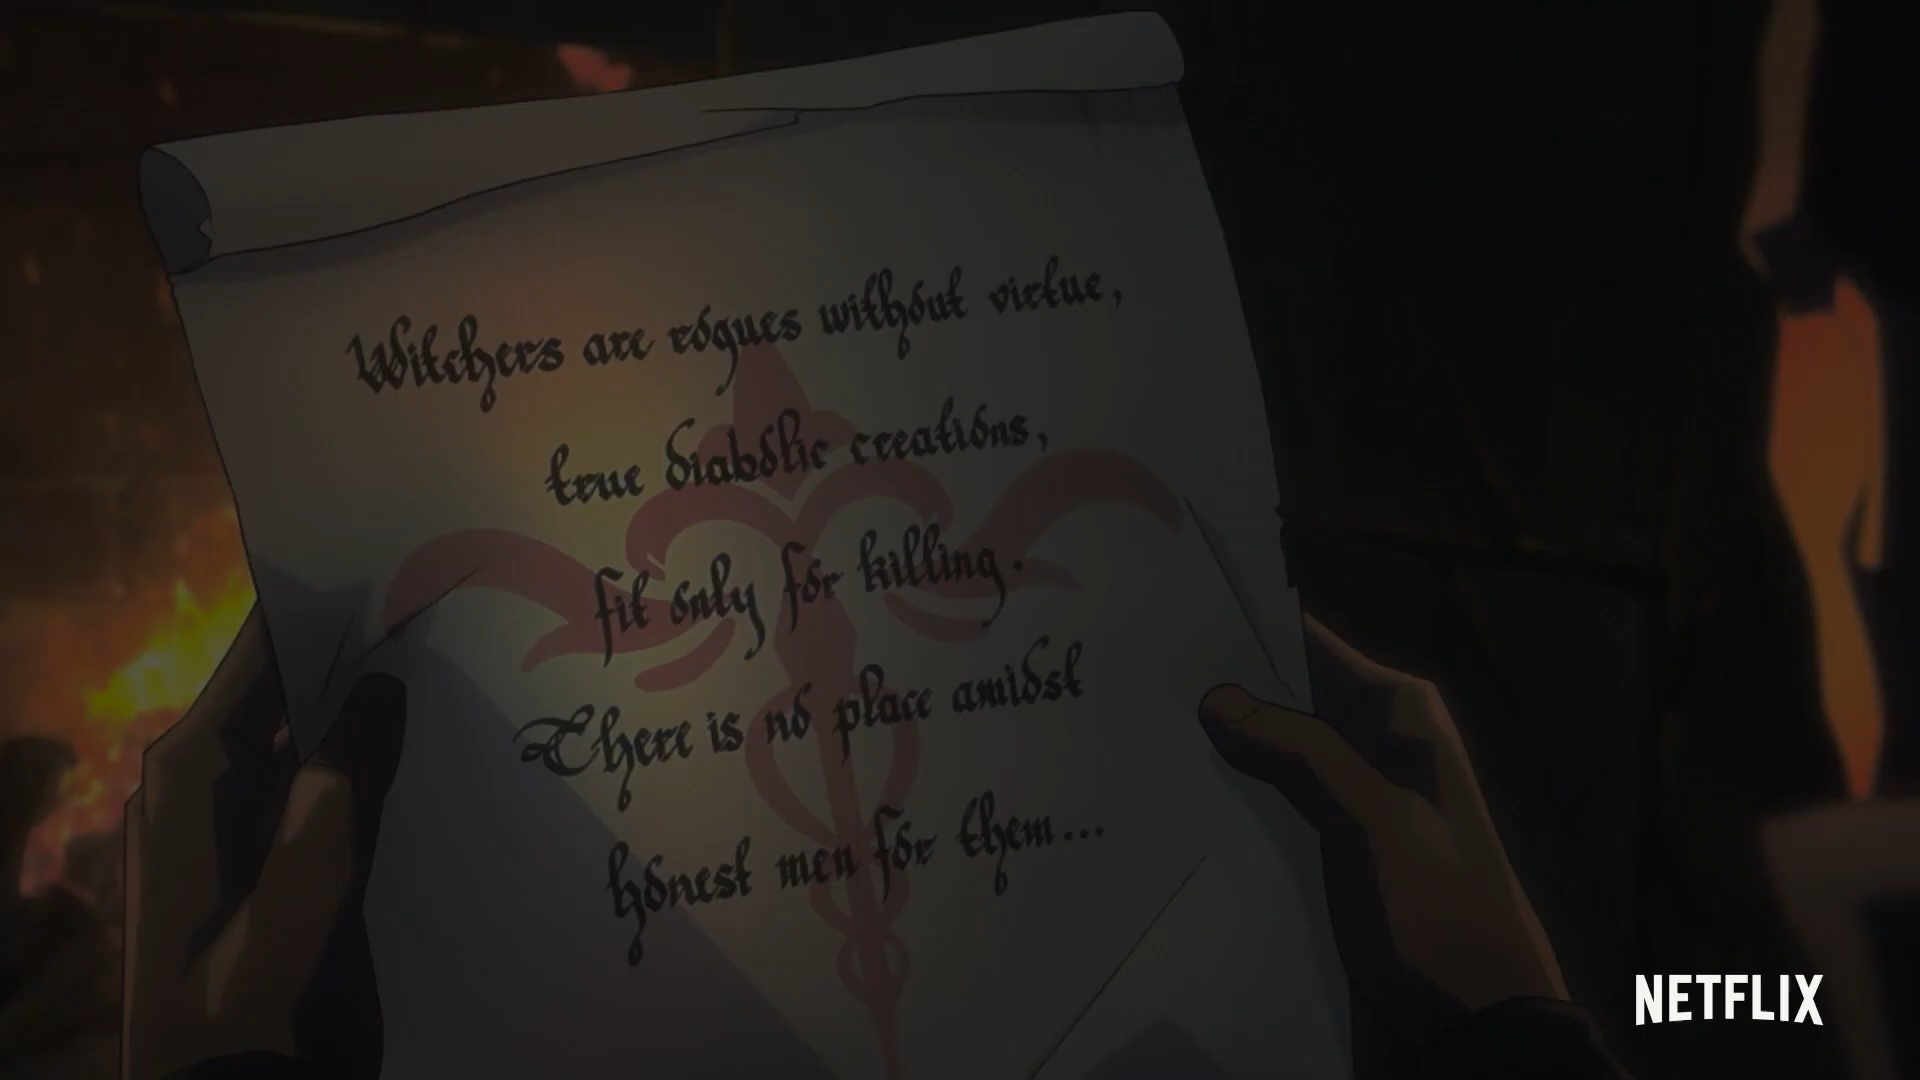 Witchers are rogues without virtue,
true diabolic creations,
fit only for killing.
There is no place amidst
honest men for them...
NETFLIX